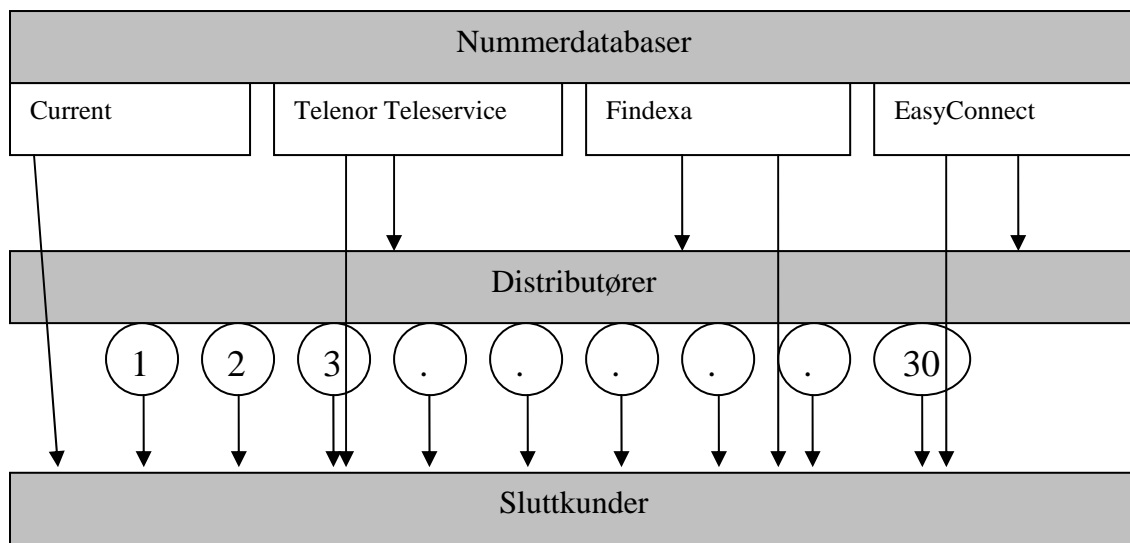 Nummerdatabaser
Current Telenor Teleservice Findexa EasyConnect
Distributører
1 2 3 . . . . . 30
Sluttkunder